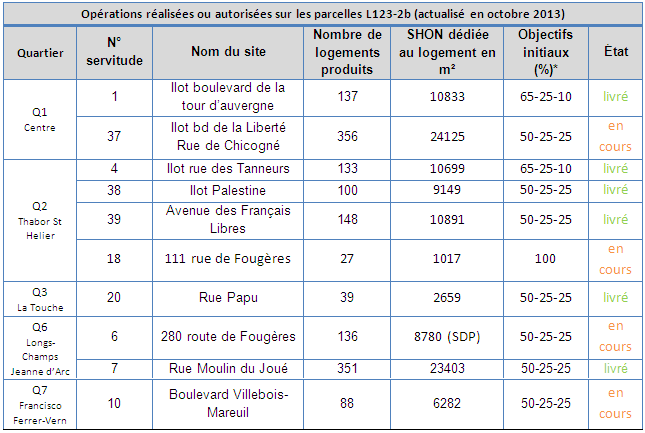 Opérations réalisées ou autorisées sur les parcelles L123-2b (actualisé en octobre 2013)
Quartier
N°
servitude
Nom du site
Nombre de
logements
produits
SHON dédiée
au logement en
m²
Objectifs
initiaux
(%)*
Ètat
Q1
Centre
1
Ilot boulevard de la
tour d'auvergne
137
10833
65-25-10
livré
37
Ilot bd de la Liberté
Rue de Chicogné
356
24125
50-25-25
en
cours
Q2
Thabor St
Helier
4
Ilot rue des Tanneurs
133
10699
65-25-10
livré
38
Ilot Palestine
100
9149
50-25-25
livré
39
Avenue des Français
Libres
148
10891
50-25-25
livré
18
111 rue de Fougères
27
1017
100
en
cours
Q3
La Touche
20
Rue Papu
39
2659
50-25-25
livré
Q6
Longs-
Champs
Jeanne d'Arc
6
280 route de Fougères
136
8780 (SDP)
50-25-25
en
cours
7
Rue Moulin du Joué
351
23403
50-25-25
livré
Q7
Francisco
Ferrer-Vern
10
Boulevard Villebois-
Mareuil
88
6282
50-25-25
en
cours